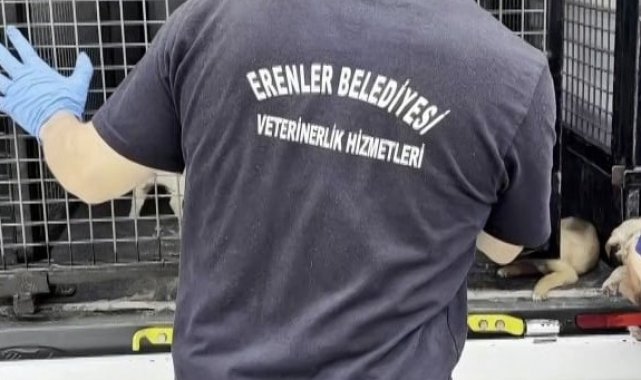 ERENLER BELEDİYESİ
VETERİNERLİK HİZMETLERİ